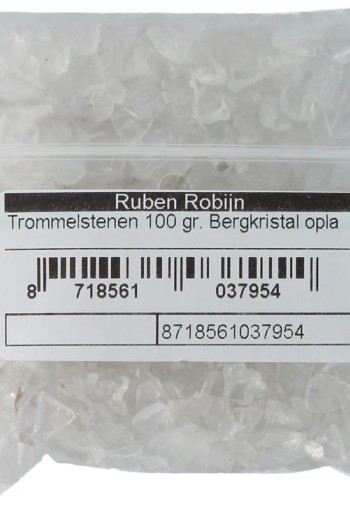 Ruben Robijn
Trommelstenen 100 gr. Bergkristal opla
8 718561 037954
8718561037954